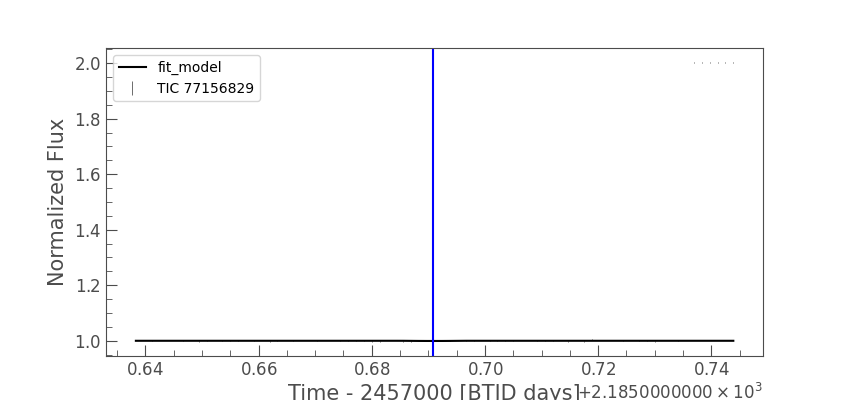 fit_model
TIC 77156829
Normalized Flux
2.0
1.8
1.6
1.4
1.2
1.0
0.64 0.66 0.68 0.70 0.72 0.74
Time - 2457000 [BTJD days]
+2.1850000000 × 10³